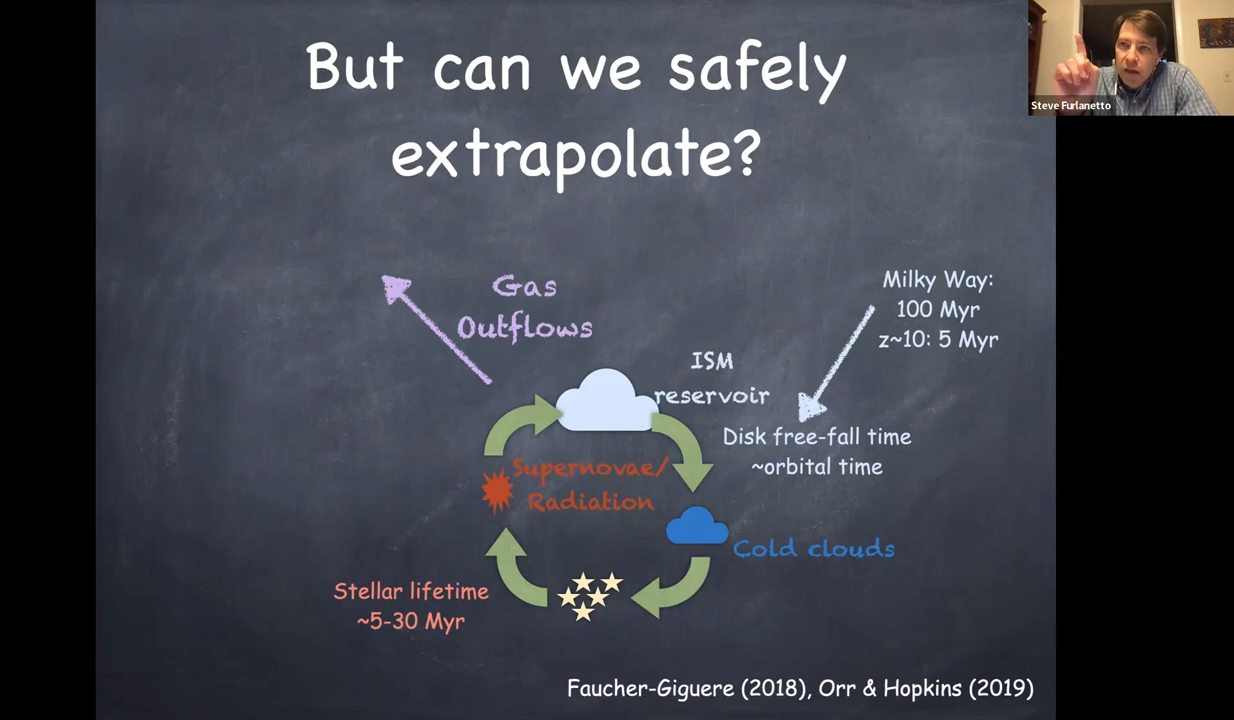 But can we safely
extrapolate?
Steve Furlanetto
Gas
Outflows
Milky Way:
100 Myr
z~10: 5 Myr
ISM
reservoir
Disk free-fall time
~orbital time
Supernovae/
Radiation
Cold clouds
Stellar lifetime
~5-30 Myr
Faucher-Giguere (2018), Orr & Hopkins (2019)